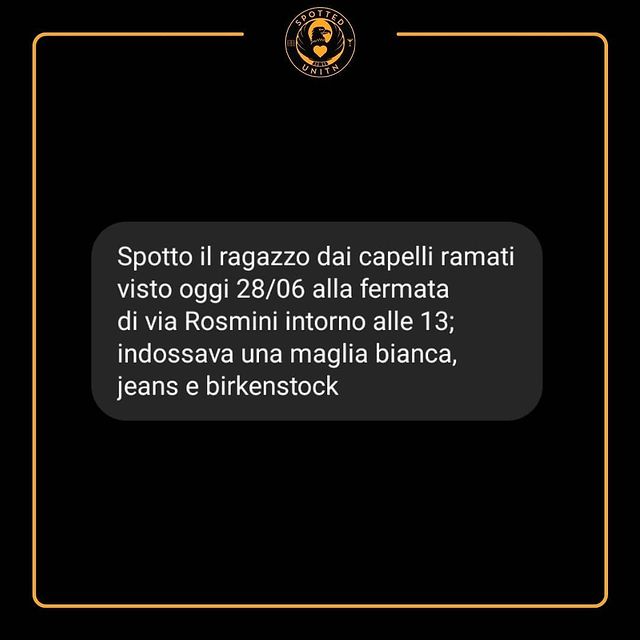 SPOTTED
UNITN
Spotto il ragazzo dai capelli ramati
visto oggi 28/06 alla fermata
di via Rosmini intorno alle 13;
indossava una maglia bianca,
jeans e birkenstock